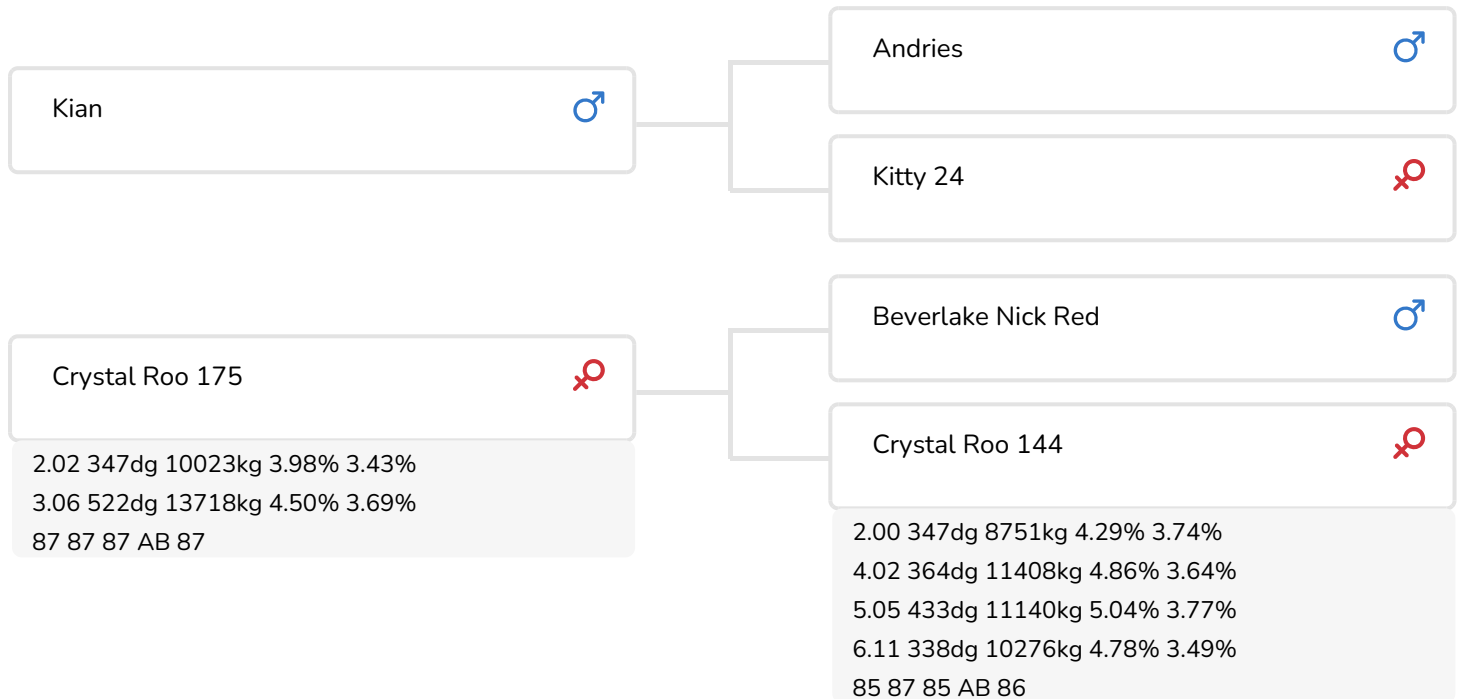 Kian
Andries
Kitty 24
Crystal Roo 175
2.02 347dg 10023kg 3.98% 3.43%
3.06 522dg 13718kg 4.50% 3.69%
87 87 87 AB 87
Beverlake Nick Red
Crystal Roo 144
2.00 347dg 8751kg 4.29% 3.74%
4.02 364dg 11408kg 4.86% 3.64%
5.05 433dg 11140kg 5.04% 3.77%
6.11 338dg 10276kg 4.78% 3.49%
85 87 85 AB 86